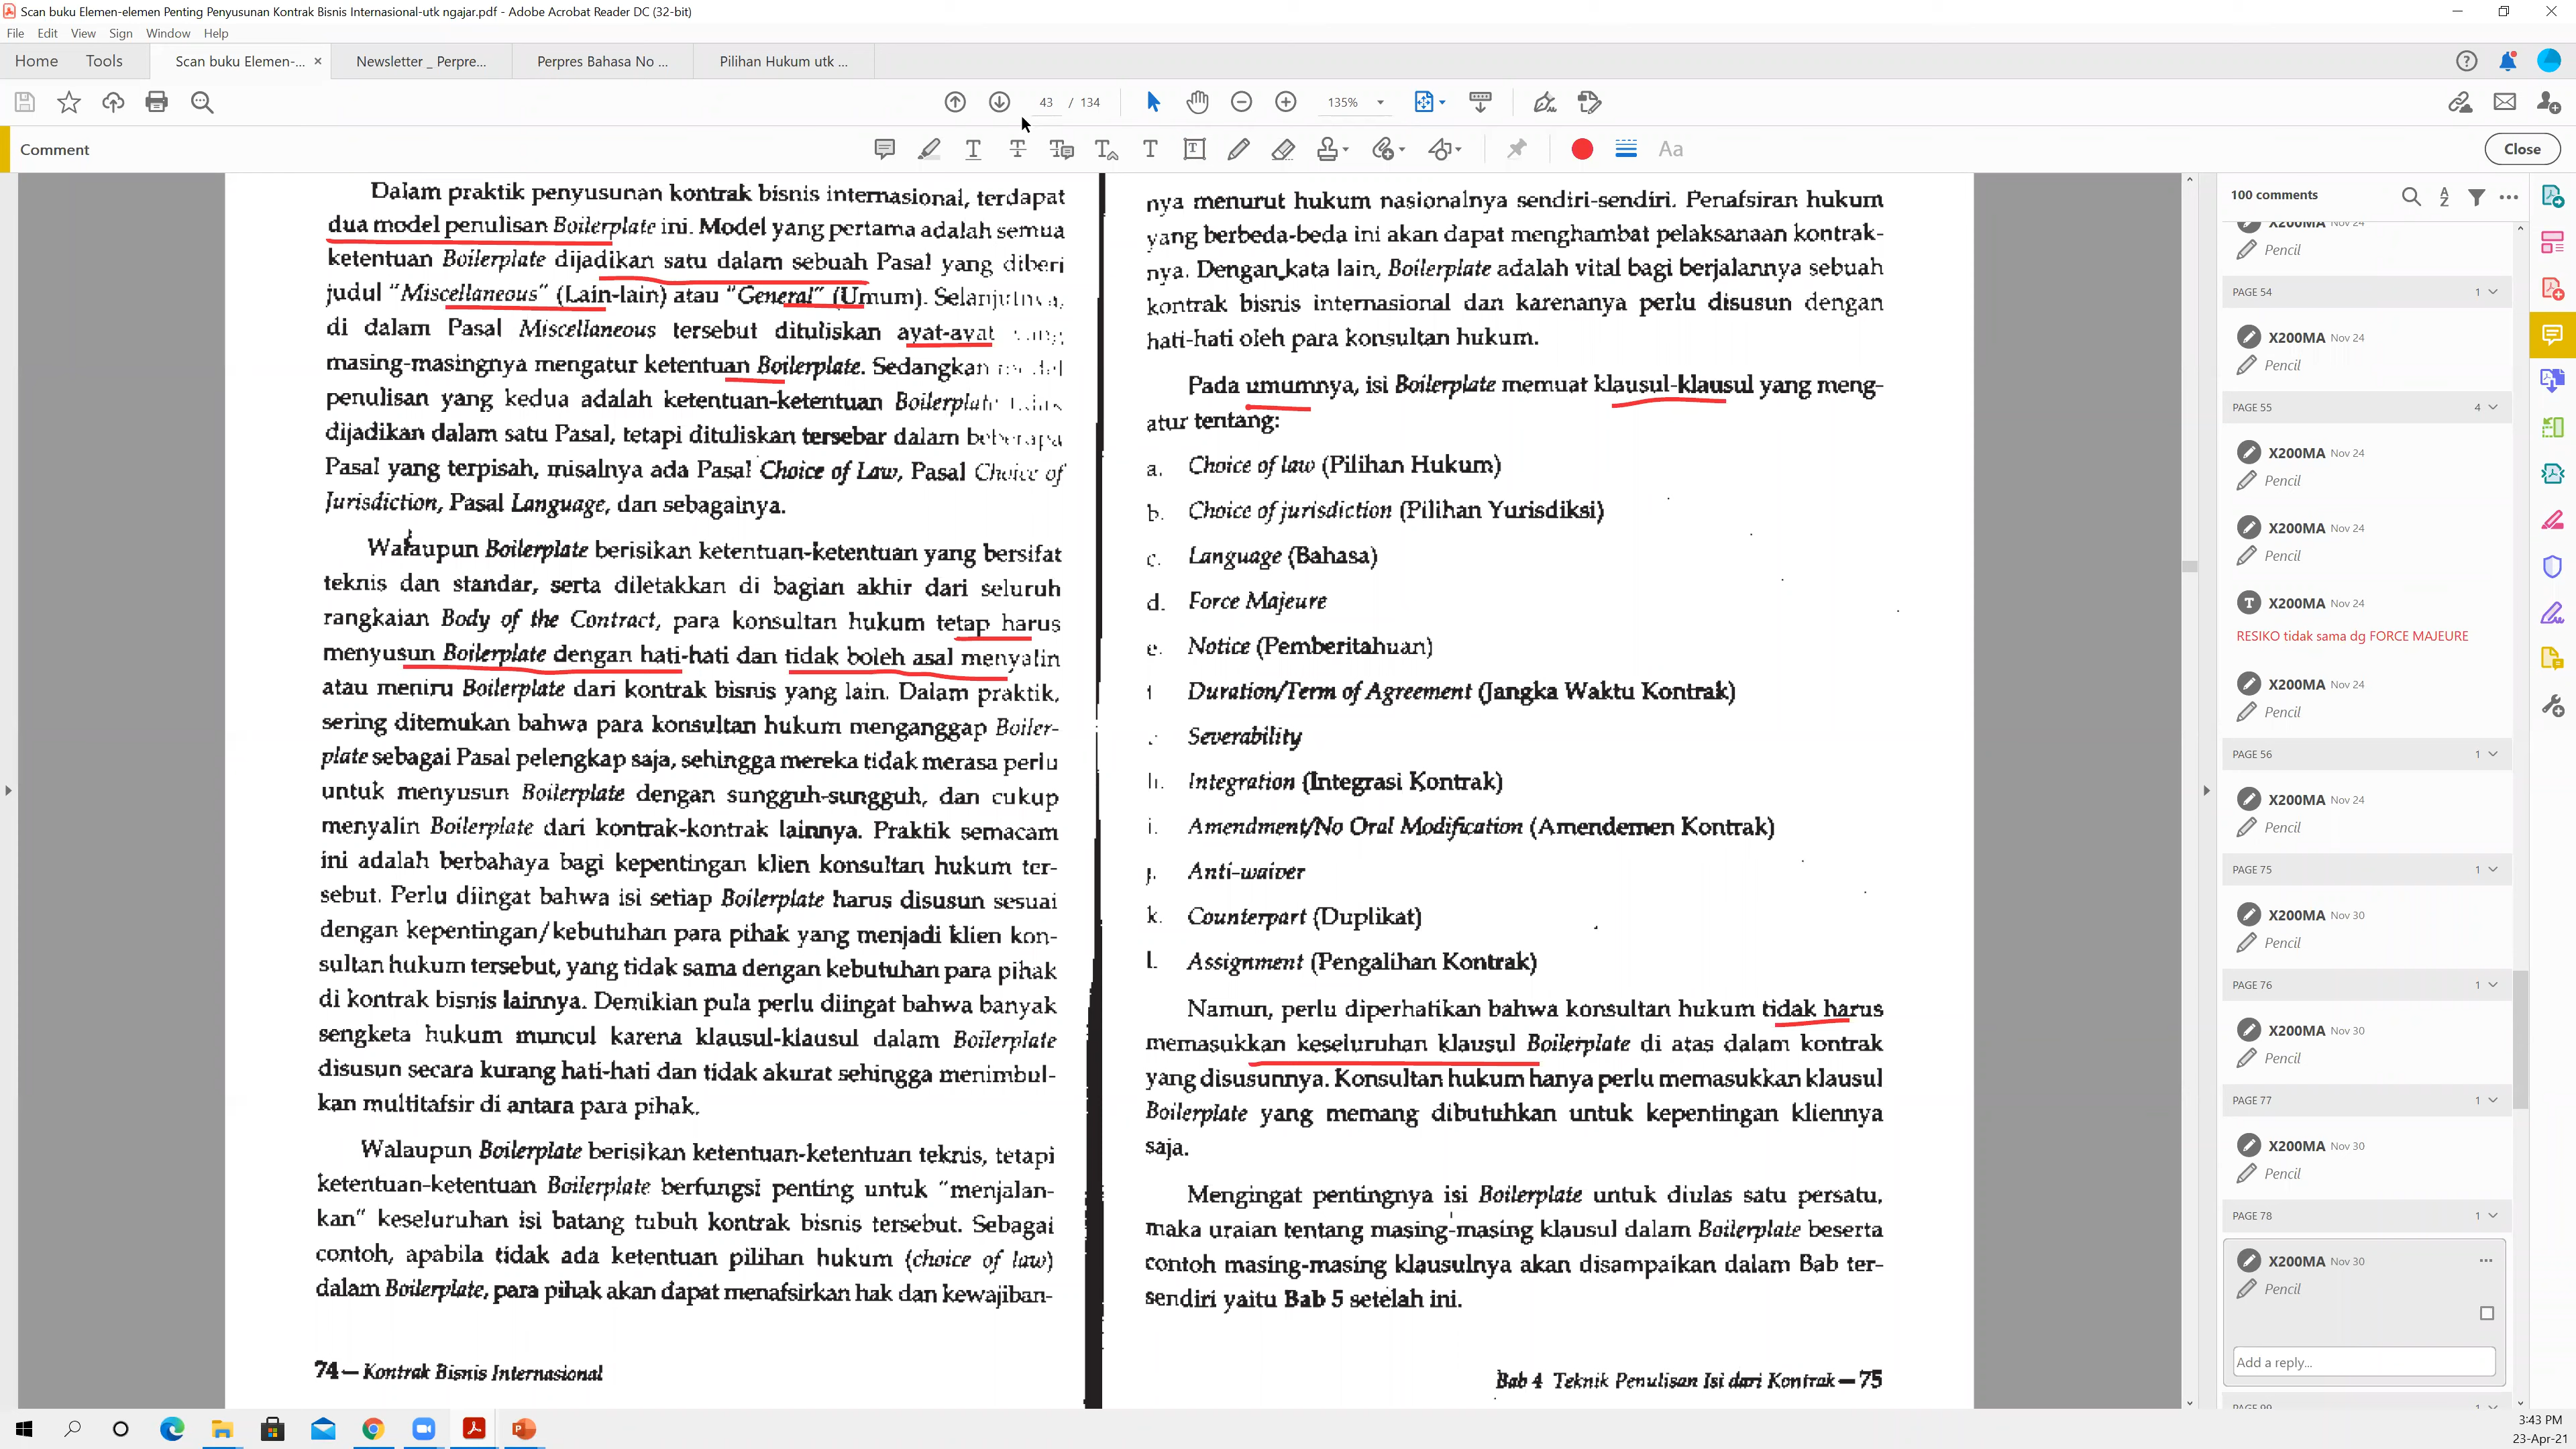 Scan buku Elemen-elemen Penting Penyusunan Kontrak Bisnis Internasional-utk ngajar.pdf - Adobe Acrobat Reader DC (32-bit)
File Edit View Sign Window Help
Home Tools Scan buku Elemen-... × Newsletter _ Perpre... Perpres Bahasa No ... Pilihan Hukum utk ...
43 / 134 135%
Comment Close
Dalam praktik penyusunan kontrak bisnis internasional, terdapat
dua model penulisan Boilerplate ini. Model yang pertama adalah semua
ketentuan Boilerplate dijadikan satu dalam sebuah Pasal yang diberi
judul "Miscellaneous" (Lain-lain) atau "General" (Umum). Selanjutnya,
di dalam Pasal Miscellaneous tersebut dituliskan ayat-ayat
masing-masingnya mengatur ketentuan Boilerplate. Sedangkan
penulisan yang kedua adalah ketentuan-ketentuan Boilerplate
dijadikan dalam satu Pasal, tetapi dituliskan tersebar dalam beberapa
Pasal yang terpisah, misalnya ada Pasal Choice of Law, Pasal Choice of
Jurisdiction, Pasal Language, dan sebagainya.
Walaupun Boilerplate berisikan ketentuan-ketentuan yang bersifat
teknis dan standar, serta diletakkan di bagian akhir dari seluruh
rangkaian Body of the Contract, para konsultan hukum tetap harus
menyusun Boilerplate dengan hati-hati dan tidak boleh asal menyalin
atau meniru Boilerplate dari kontrak bisnis yang lain. Dalam praktik,
sering ditemukan bahwa para konsultan hukum menganggap Boiler-
plate sebagai Pasal pelengkap saja, sehingga mereka tidak merasa perlu
untuk menyusun Boilerplate dengan sungguh-sungguh, dan cukup
menyalin Boilerplate dari kontrak-kontrak lainnya. Praktik semacam
ini adalah berbahaya bagi kepentingan klien konsultan hukum ter-
sebut. Perlu diingat bahwa isi setiap Boilerplate harus disusun sesuai
dengan kepentingan/kebutuhan para pihak yang menjadi klien kon-
sultan hukum tersebut, yang tidak sama dengan kebutuhan para pihak
di kontrak bisnis lainnya. Demikian pula perlu diingat bahwa banyak
sengketa hukum muncul karena klausul-klausul dalam Boilerplate
disusun secara kurang hati-hati dan tidak akurat sehingga menimbul-
kan multitafsir di antara para pihak.
Walaupun Boilerplate berisikan ketentuan-ketentuan teknis, tetapi
ketentuan-ketentuan Boilerplate berfungsi penting untuk "menjalan-
kan" keseluruhan isi batang tubuh kontrak bisnis tersebut. Sebagai
contoh, apabila tidak ada ketentuan pilihan hukum (choice of law)
dalam Boilerplate, para pihak akan dapat menafsirkan hak dan kewajiban-
74 — Kontrak Bisnis Internasional
nya menurut hukum nasionalnya sendiri-sendiri. Penafsiran hukum
yang berbeda-beda ini akan dapat menghambat pelaksanaan kontrak-
nya. Dengan kata lain, Boilerplate adalah vital bagi berjalannya sebuah
kontrak bisnis internasional dan karenanya perlu disusun dengan
hati-hati oleh para konsultan hukum.
Pada umumnya, isi Boilerplate memuat klausul-klausul yang meng-
atur tentang:
a. Choice of law (Pilihan Hukum)
b. Choice of jurisdiction (Pilihan Yurisdiksi)
c. Language (Bahasa)
d. Force Majeure
e. Notice (Pemberitahuan)
f Duration/Term of Agreement (Jangka Waktu Kontrak)
Severability
h. Integration (Integrasi Kontrak)
i. Amendment/No Oral Modification (Amendemen Kontrak)
j. Anti-waiver
k. Counterpart (Duplikat)
l. Assignment (Pengalihan Kontrak)
Namun, perlu diperhatikan bahwa konsultan hukum tidak harus
memasukkan keseluruhan klausul Boilerplate di atas dalam kontrak
yang disusunnya. Konsultan hukum hanya perlu memasukkan klausul
Boilerplate yang memang dibutuhkan untuk kepentingan kliennya
saja.
Mengingat pentingnya isi Boilerplate untuk diulas satu persatu,
maka uraian tentang masing-masing klausul dalam Boilerplate beserta
contoh masing-masing klausulnya akan disampaikan dalam Bab ter-
sendiri yaitu Bab 5 setelah ini.
Bab 4 Teknik Penulisan Isi dari Kontrak — 75
100 comments
X200MA Nov 24
Pencil
PAGE 54 1
X200MA Nov 24
Pencil
PAGE 55 4
X200MA Nov 24
Pencil
X200MA Nov 24
Pencil
X200MA Nov 24
RESIKO tidak sama dg FORCE MAJEURE
X200MA Nov 24
Pencil
PAGE 56 1
X200MA Nov 24
Pencil
PAGE 75 1
X200MA Nov 30
Pencil
PAGE 76 1
X200MA Nov 30
Pencil
PAGE 77 1
X200MA Nov 30
Pencil
PAGE 78 1
X200MA Nov 30
Pencil
Add a reply...
3:43 PM
23-Apr-21